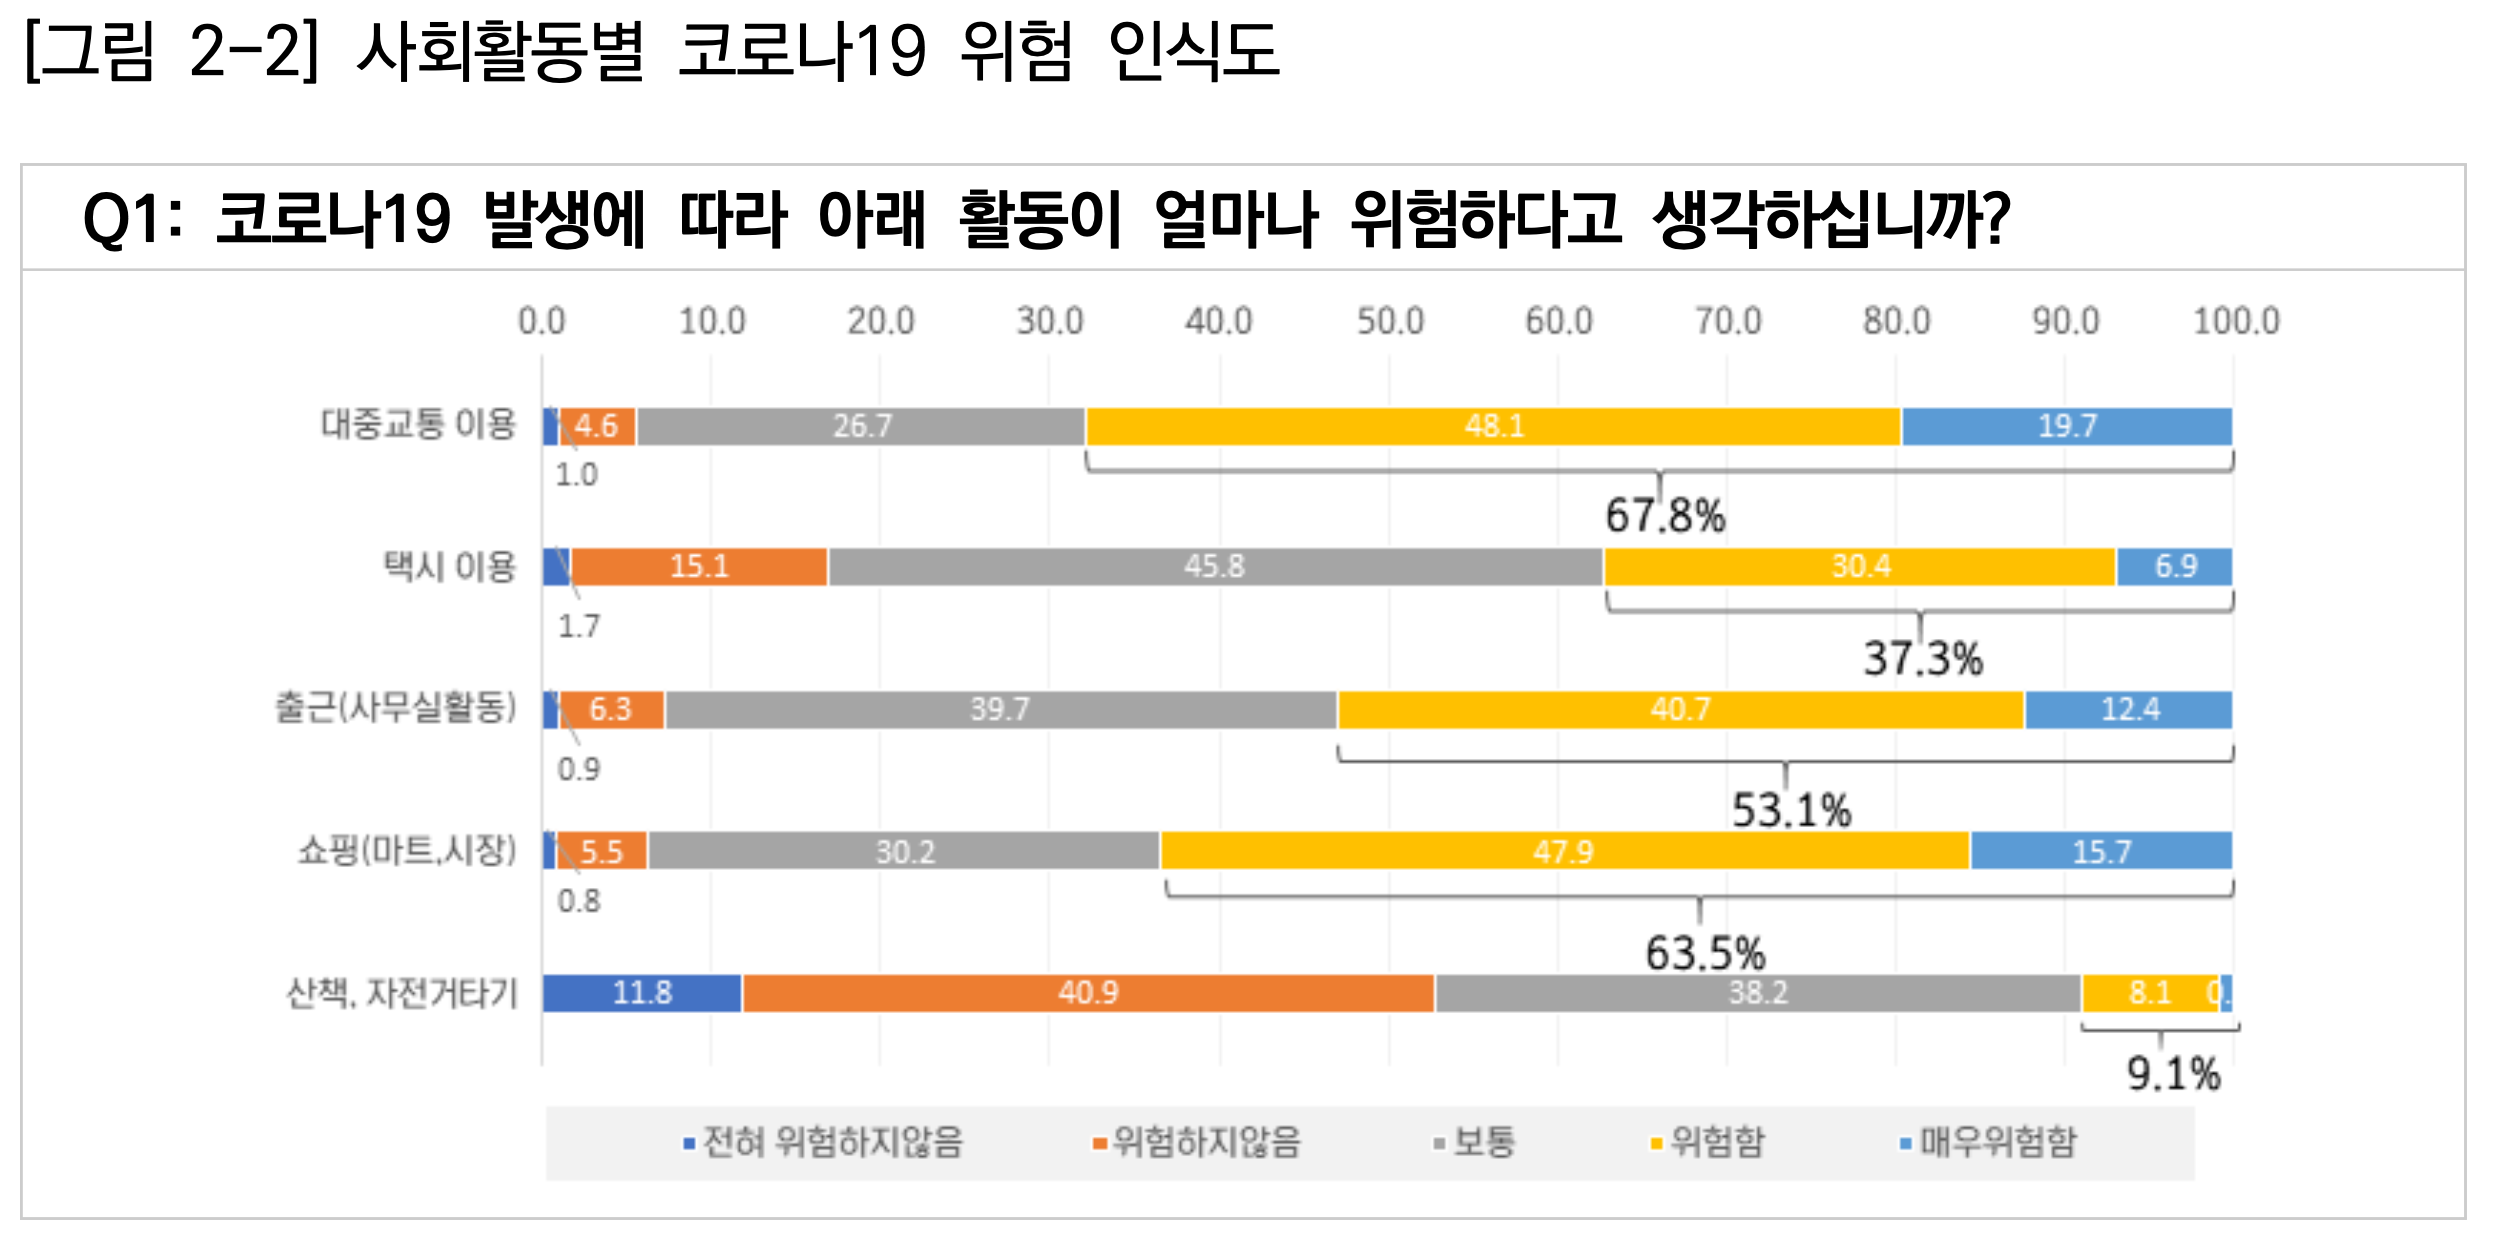 [그림 2-2] 사회활동별 코로나19 위험 인식도
Q1: 코로나19 발생에 따라 아래 활동이 얼마나 위험하다고 생각하십니까?
0.0 10.0 20.0 30.0 40.0 50.0 60.0 70.0 80.0 90.0 100.0
대중교통 이용 4.6 26.7 48.1 19.7
1.0
67.8%
택시 이용 15.1 45.8 30.4 6.9
1.7
37.3%
출근(사무실활동) 6.3 39.7 40.7 12.4
0.9
53.1%
쇼핑(마트,시장) 5.5 30.2 47.9 15.7
0.8
63.5%
산책, 자전거타기 11.8 40.9 38.2 8.1 0.
9.1%
전혀 위험하지않음 위험하지않음 보통 위험함 매우위험함